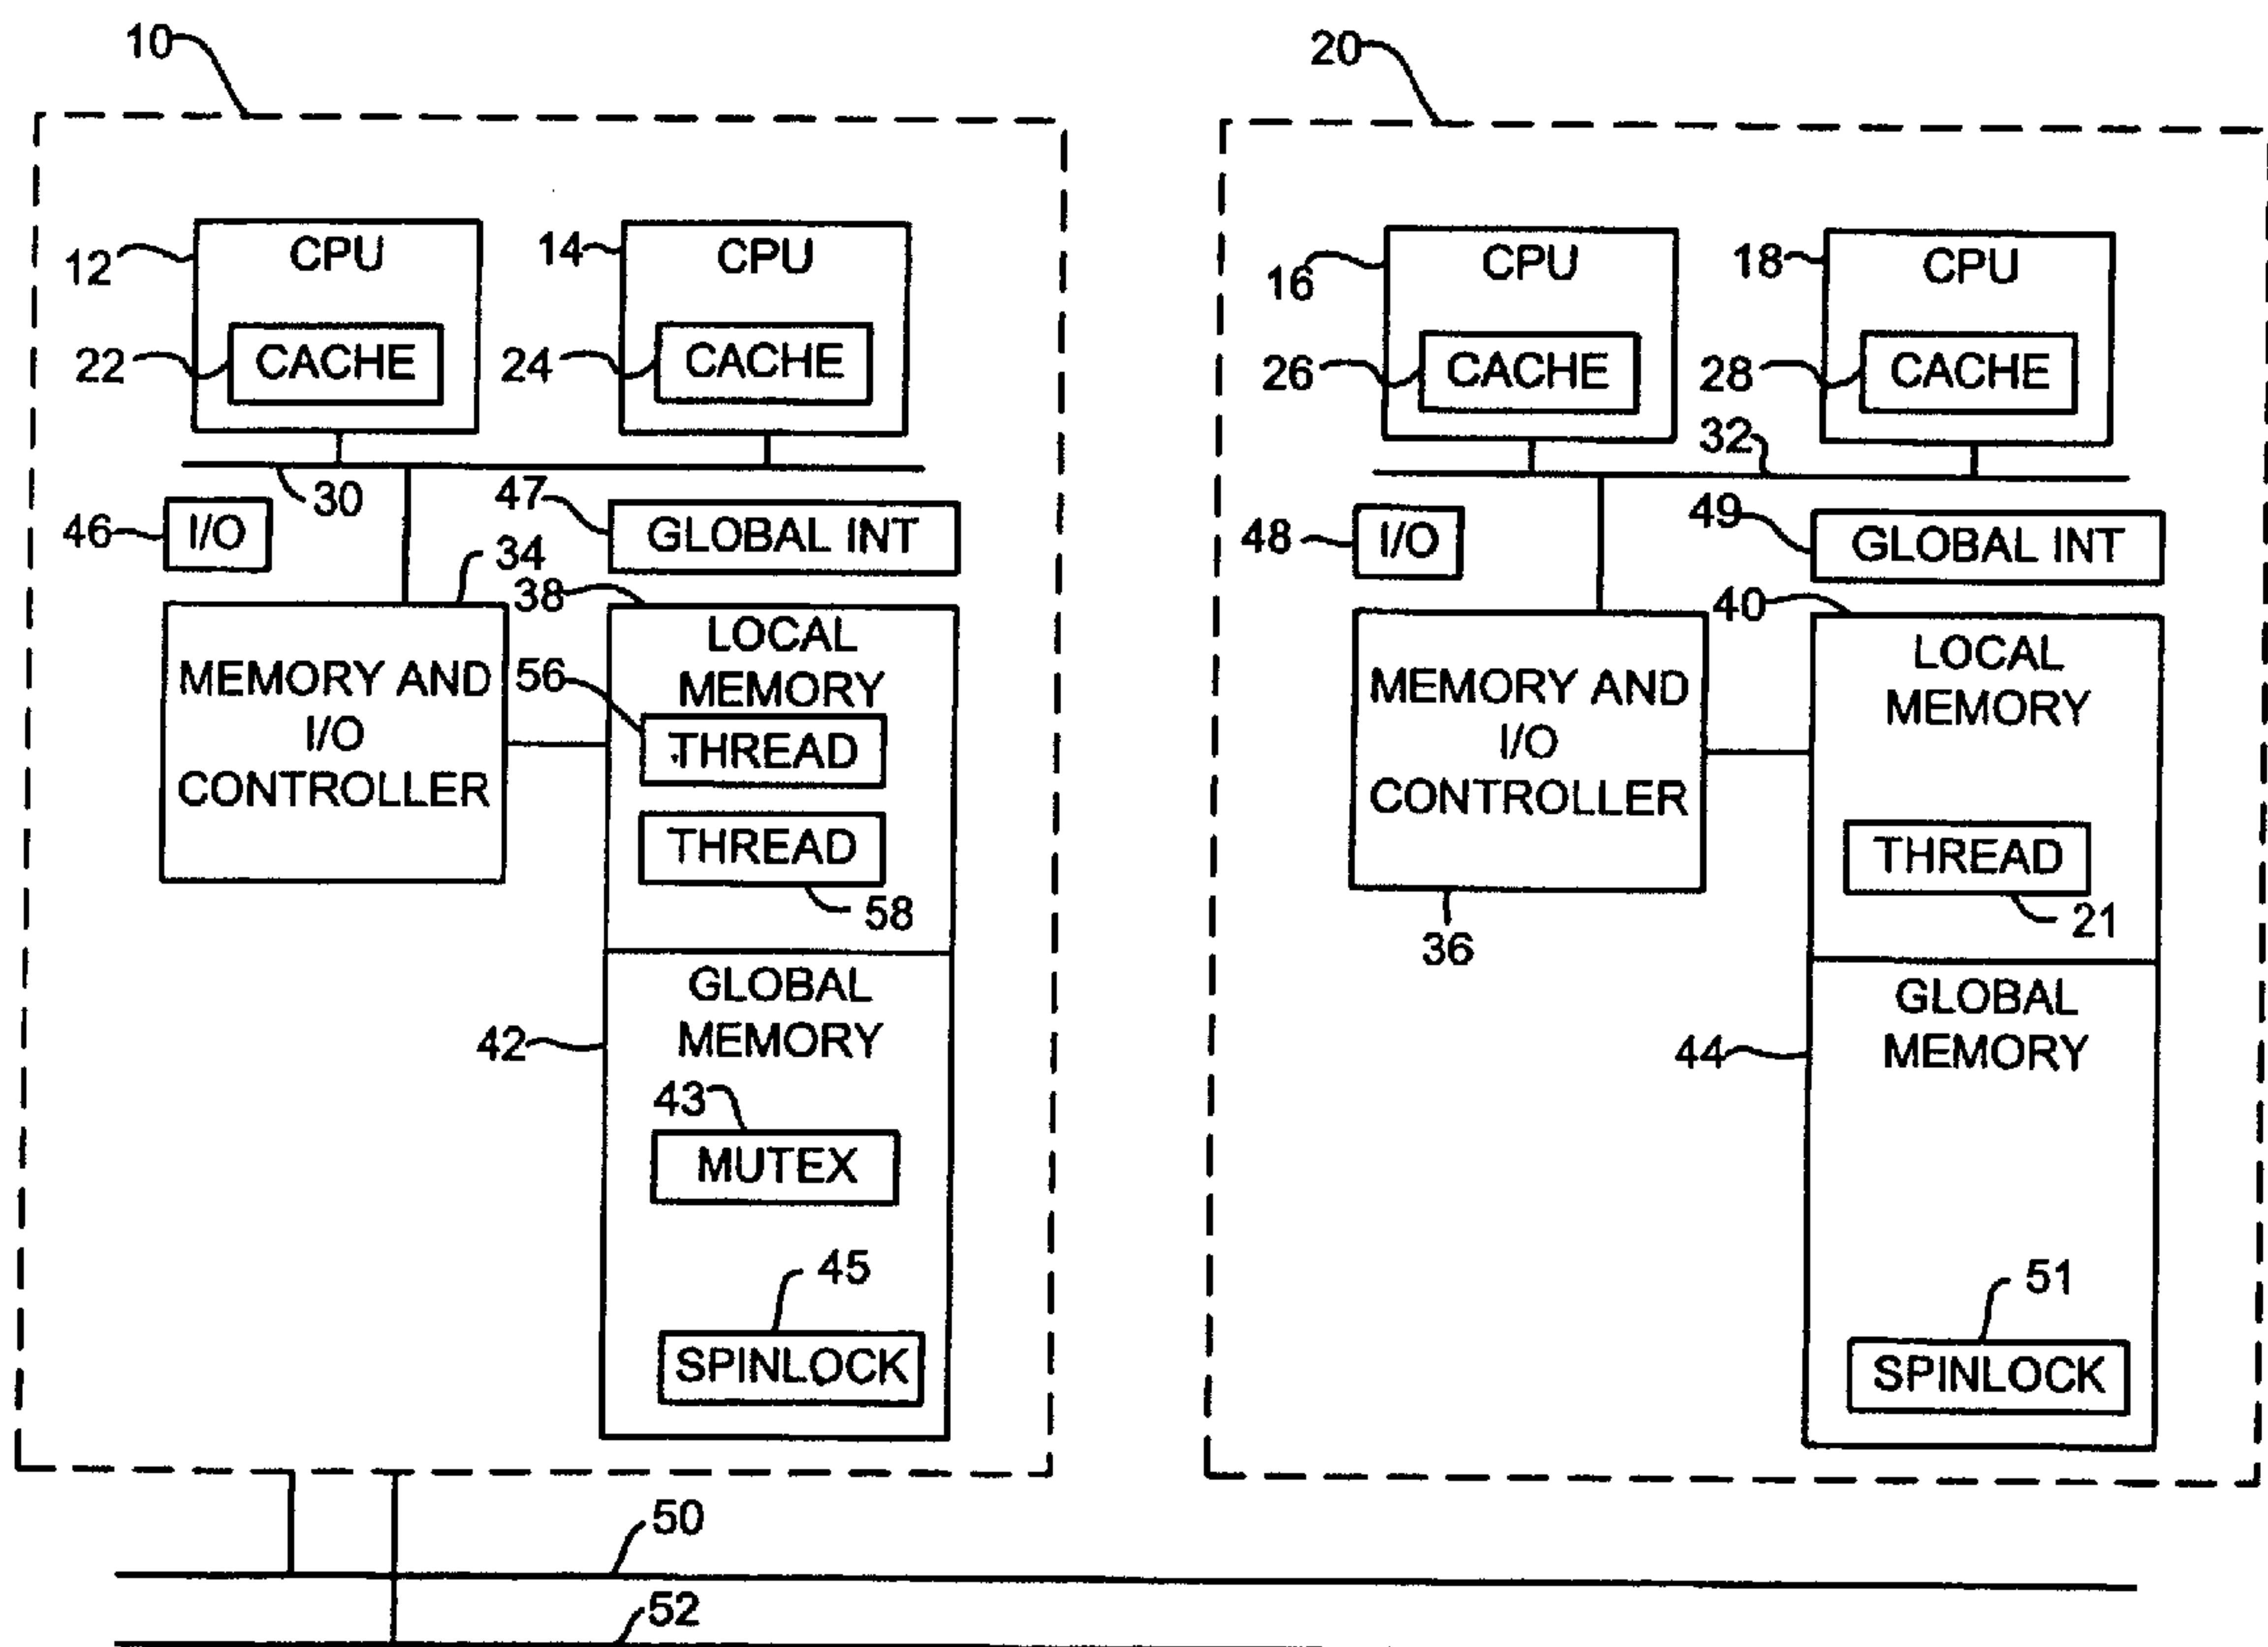 10
20
12
CPU
22
CACHE
14
CPU
24
CACHE
30
46
I/O
47
GLOBAL INT
34
MEMORY AND
I/O
CONTROLLER
38
LOCAL
MEMORY
56
THREAD
THREAD
58
42
GLOBAL
MEMORY
43
MUTEX
45
SPINLOCK
16
CPU
26
CACHE
18
CPU
28
CACHE
32
48
I/O
49
GLOBAL INT
MEMORY AND
I/O
CONTROLLER
36
40
LOCAL
MEMORY
THREAD
21
44
GLOBAL
MEMORY
51
SPINLOCK
50
52